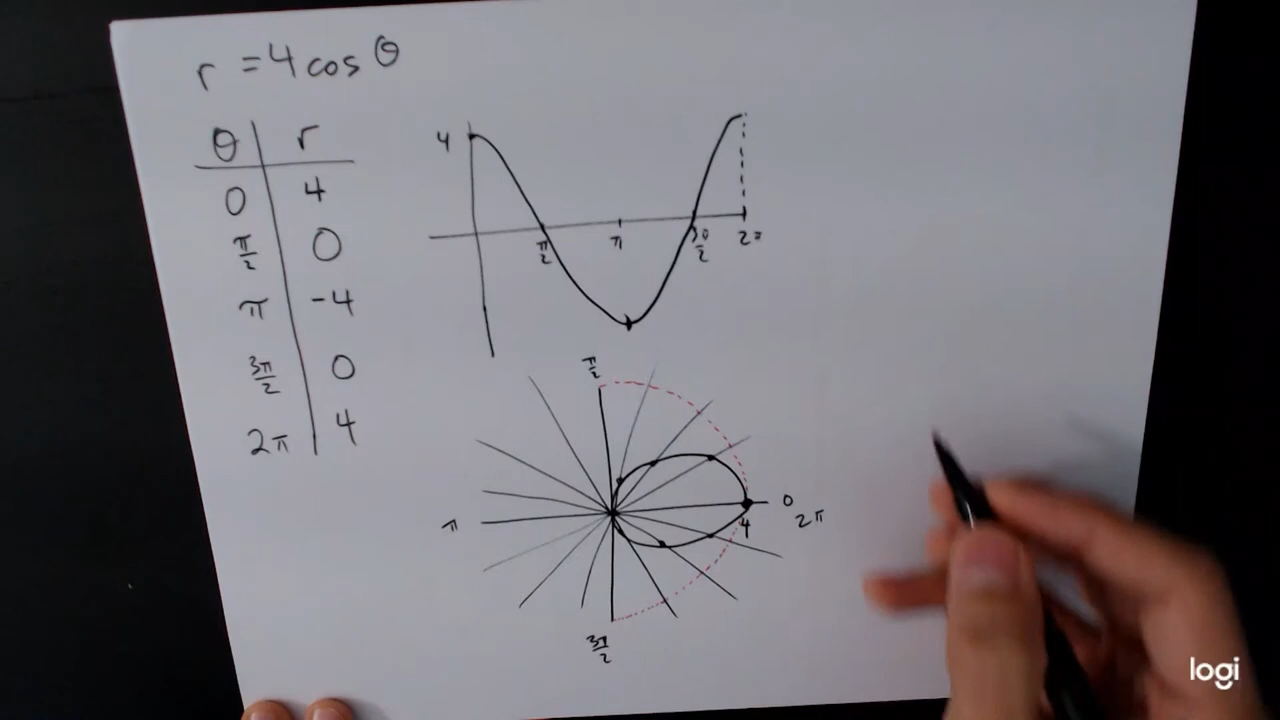 r = 4 cos θ
θ r
0 4
π/2 0
π -4
3π/2 0
2π 4
4
π/2 π 3π/2
π/2
π 0
2π
4
3π/2
logi